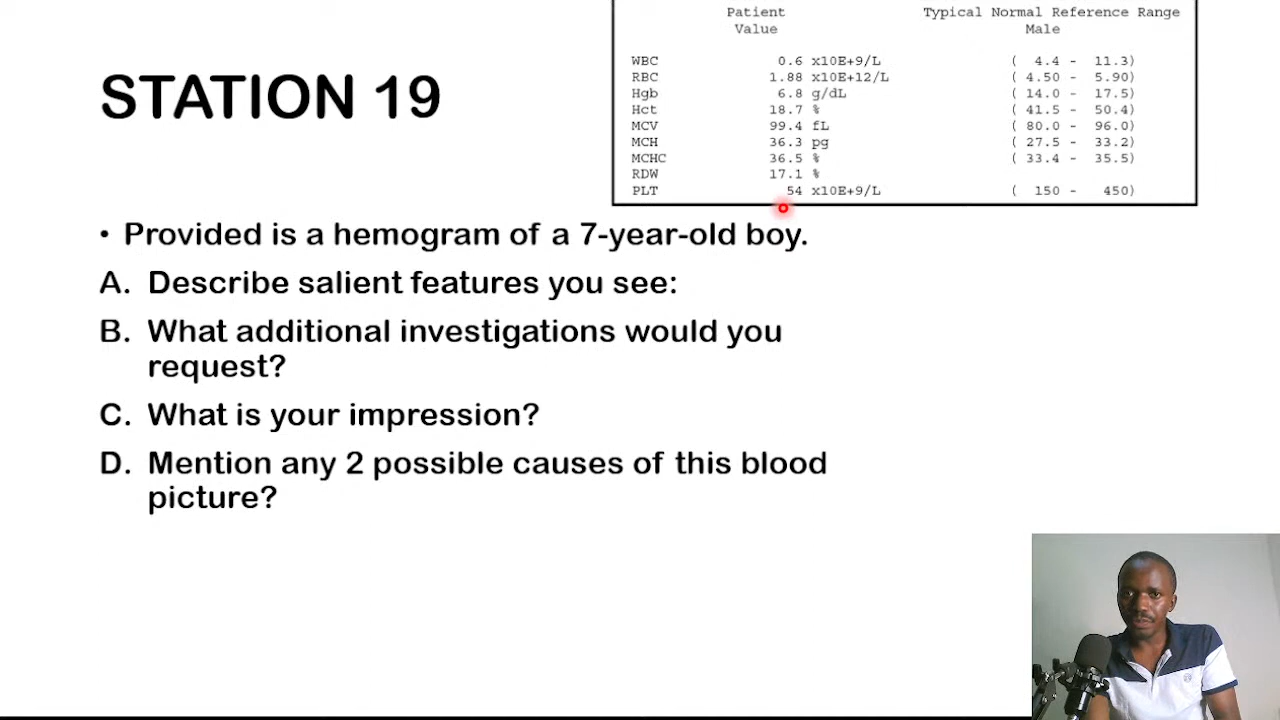 Patient Typical Normal Reference Range
Value Male
WBC 0.6 x10E+9/L ( 4.4 - 11.3)
RBC 1.88 x10E+12/L ( 4.50 - 5.90)
Hgb 6.8 g/dL ( 14.0 - 17.5)
Hct 18.7 % ( 41.5 - 50.4)
MCV 99.4 fL ( 80.0 - 96.0)
MCH 36.3 pg ( 27.5 - 33.2)
MCHC 36.5 % ( 33.4 - 35.5)
RDW 17.1 %
PLT 54 x10E+9/L ( 150 - 450)
STATION 19
• Provided is a hemogram of a 7-year-old boy.
A. Describe salient features you see:
B. What additional investigations would you
request?
C. What is your impression?
D. Mention any 2 possible causes of this blood
picture?